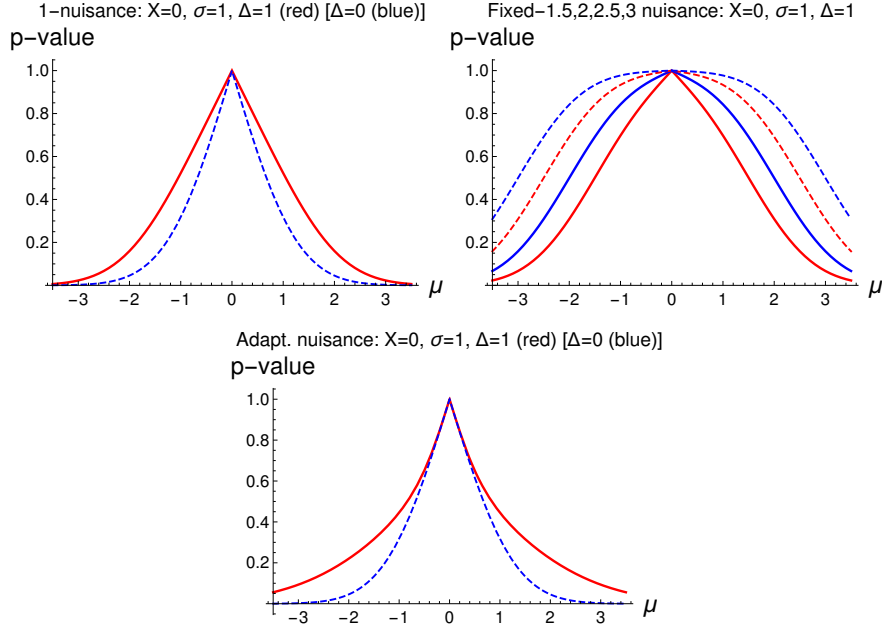 1−nuisance: X=0, σ=1, Δ=1 (red) [Δ=0 (blue)]
p−value
1.0
0.8
0.6
0.4
0.2
−3 −2 −1 0 1 2 3 μ
Fixed−1.5,2,2.5,3 nuisance: X=0, σ=1, Δ=1
p−value
1.0
0.8
0.6
0.4
0.2
−3 −2 −1 0 1 2 3 μ
Adapt. nuisance: X=0, σ=1, Δ=1 (red) [Δ=0 (blue)]
p−value
1.0
0.8
0.6
0.4
0.2
−3 −2 −1 0 1 2 3 μ